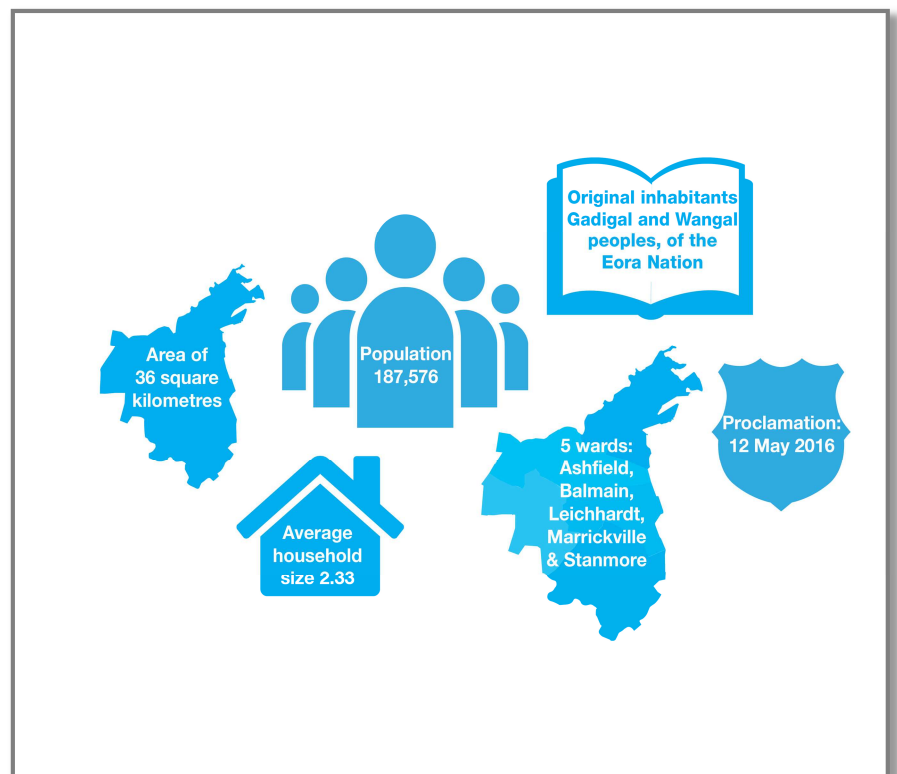 Original inhabitants
Gadigal and Wangal
peoples, of the
Eora Nation
Area of
36 square
kilometres
Population
187,576
5 wards:
Ashfield,
Balmain,
Leichhardt,
Marrickville
& Stanmore
Proclamation:
12 May 2016
Average
household
size 2.33